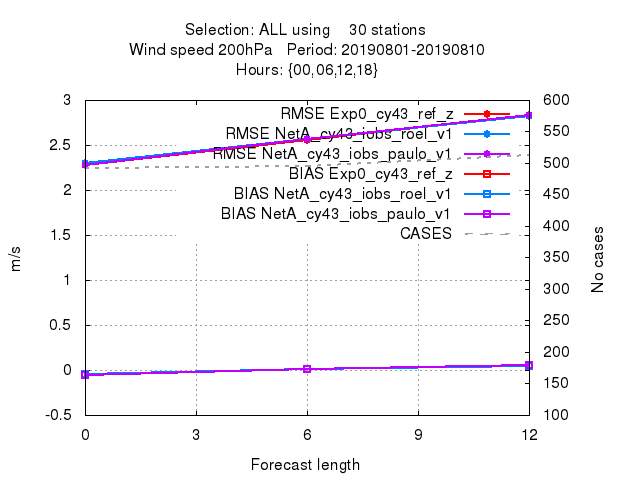 Selection: ALL using    30 stations
Wind speed 200hPa   Period: 20190801-20190810
Hours: {00,06,12,18}
RMSE Exp0_cy43_ref_z
RMSE NetA_cy43_iobs_roel_v1
RMSE NetA_cy43_iobs_paulo_v1
BIAS Exp0_cy43_ref_z
BIAS NetA_cy43_iobs_roel_v1
BIAS NetA_cy43_iobs_paulo_v1
CASES
3
2.5
2
1.5
1
0.5
0
-0.5
m/s
600
550
500
450
400
350
300
250
200
150
100
No cases
0 3 6 9 12
Forecast length